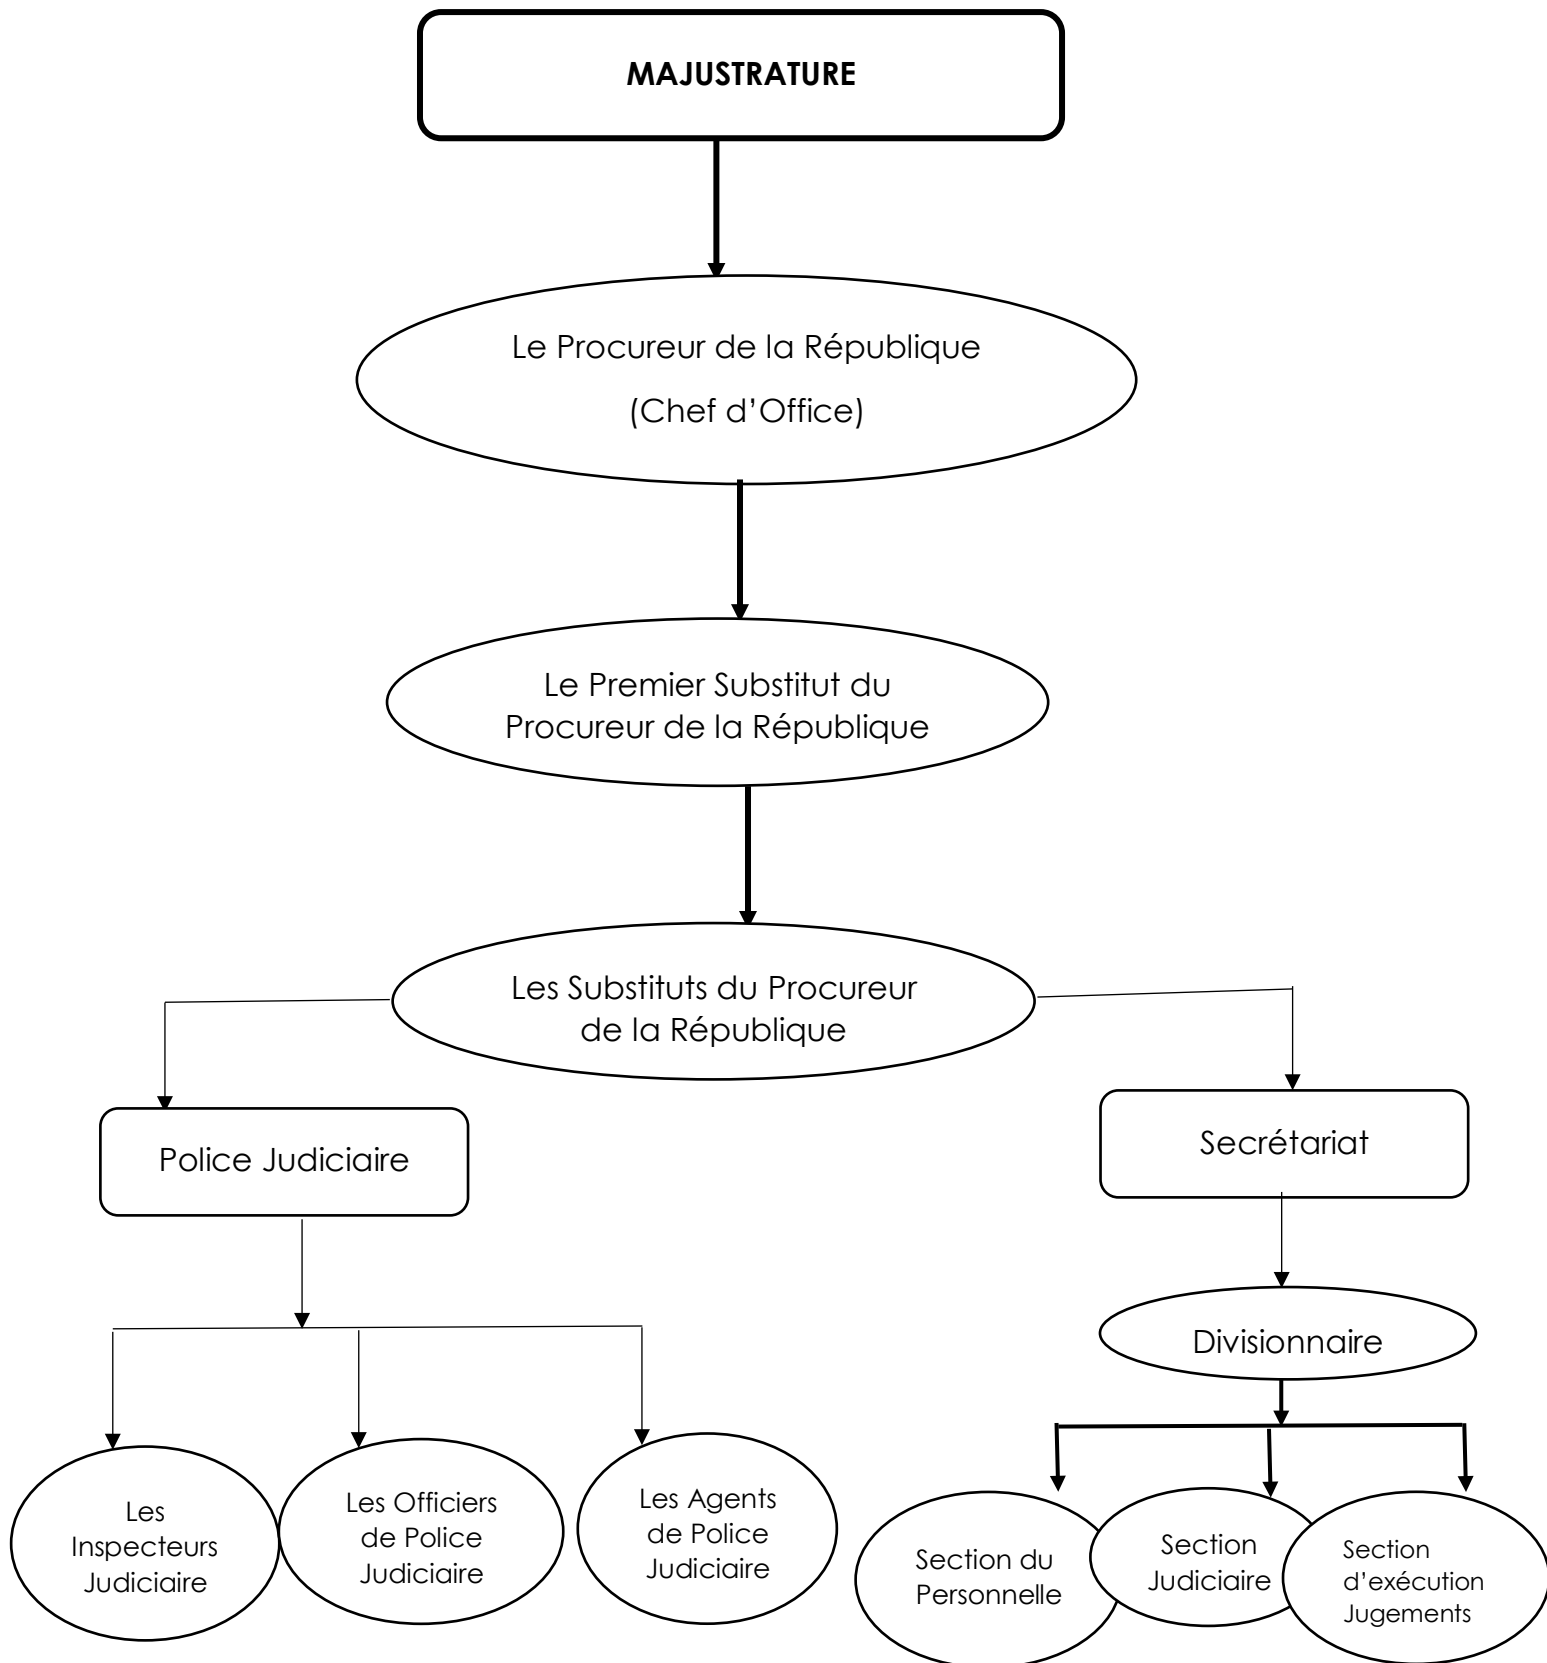 MAJUSTRATURE
Le Procureur de la République
(Chef d’Office)
Le Premier Substitut du
Procureur de la République
Les Substituts du Procureur
de la République
Police Judiciaire
Secrétariat
Divisionnaire
Les
Inspecteurs
Judiciaire
Les Officiers
de Police
Judiciaire
Les Agents
de Police
Judiciaire
Section du
Personnelle
Section
Judiciaire
Section
d’exécution
Jugements